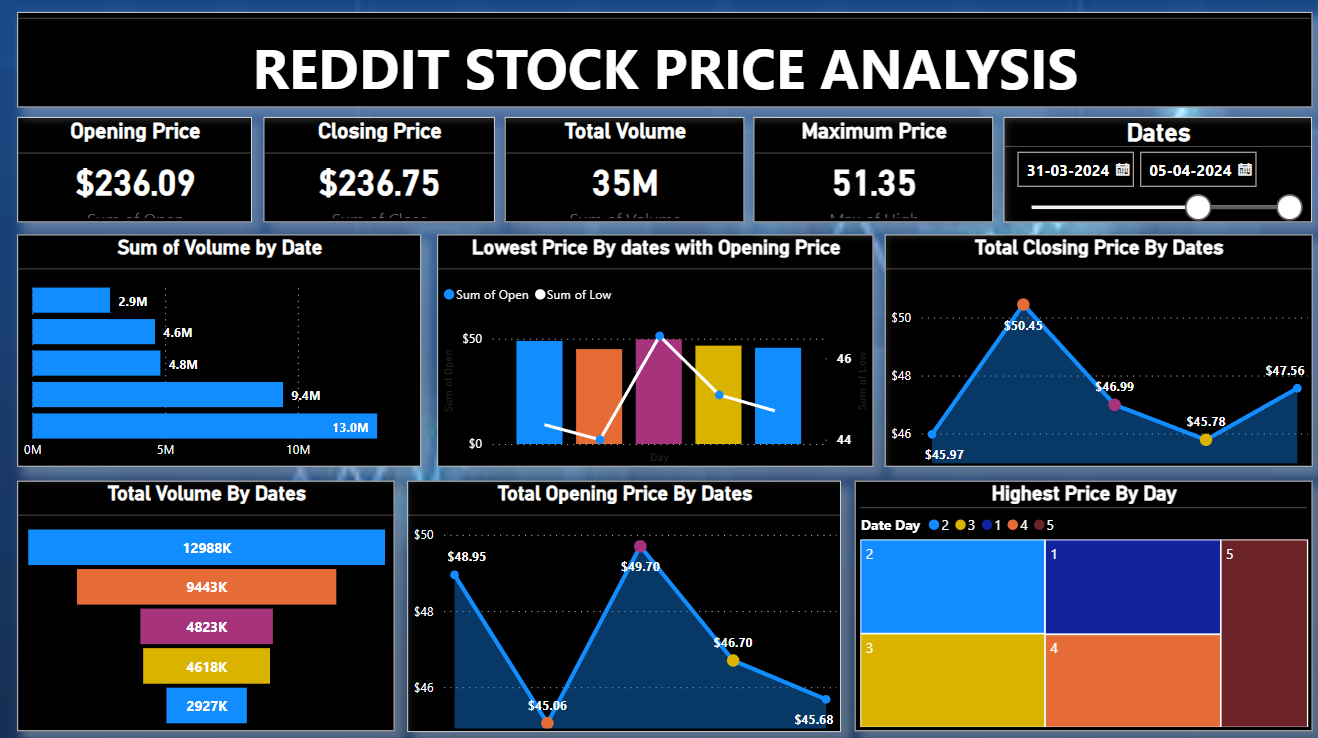 REDDIT STOCK PRICE ANALYSIS
Opening Price
$236.09
Sum of Open
Closing Price
$236.75
Sum of Close
Total Volume
35M
Sum of Volume
Maximum Price
51.35
Max of High
Dates
31-03-2024 05-04-2024
Sum of Volume by Date
2.9M
4.6M
4.8M
9.4M
13.0M
0M 5M 10M
Lowest Price By dates with Opening Price
Sum of Open Sum of Low
Sum of Open
$50
$0
46
44
Sum of Low
Day
Total Closing Price By Dates
$50
$48
$46
$45.97
$50.45
$46.99
$45.78
$47.56
Total Volume By Dates
12988K
9443K
4823K
4618K
2927K
Total Opening Price By Dates
$50
$48
$46
$48.95
$45.06
$49.70
$46.70
$45.68
Highest Price By Day
Date Day 2 3 1 4 5
2
1
5
3
4